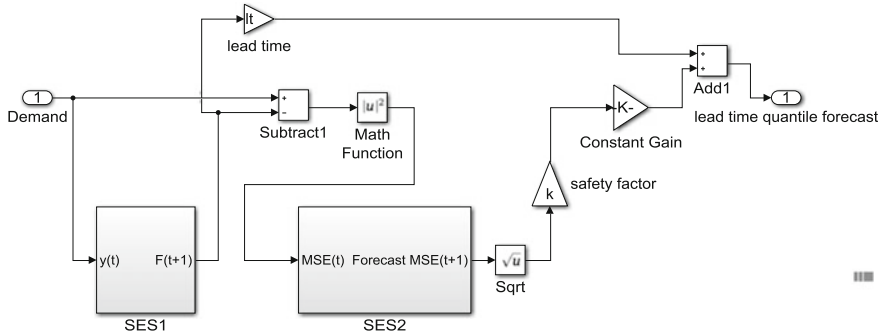 lt
lead time
1
Demand
+
−
Subtract1
|u|²
Math
Function
+
+
Add1
1
lead time quantile forecast
-K-
Constant Gain
k
safety factor
y(t) F(t+1)
SES1
MSE(t) Forecast MSE(t+1)
SES2
√u
Sqrt